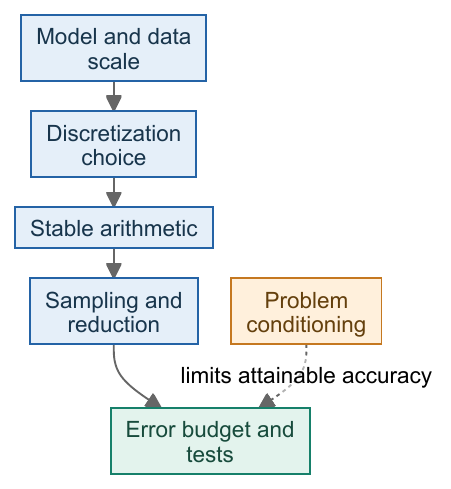 Model and data
scale
Discretization
choice
Stable arithmetic
Sampling and
reduction
Problem
conditioning
limits attainable accuracy
Error budget and
tests